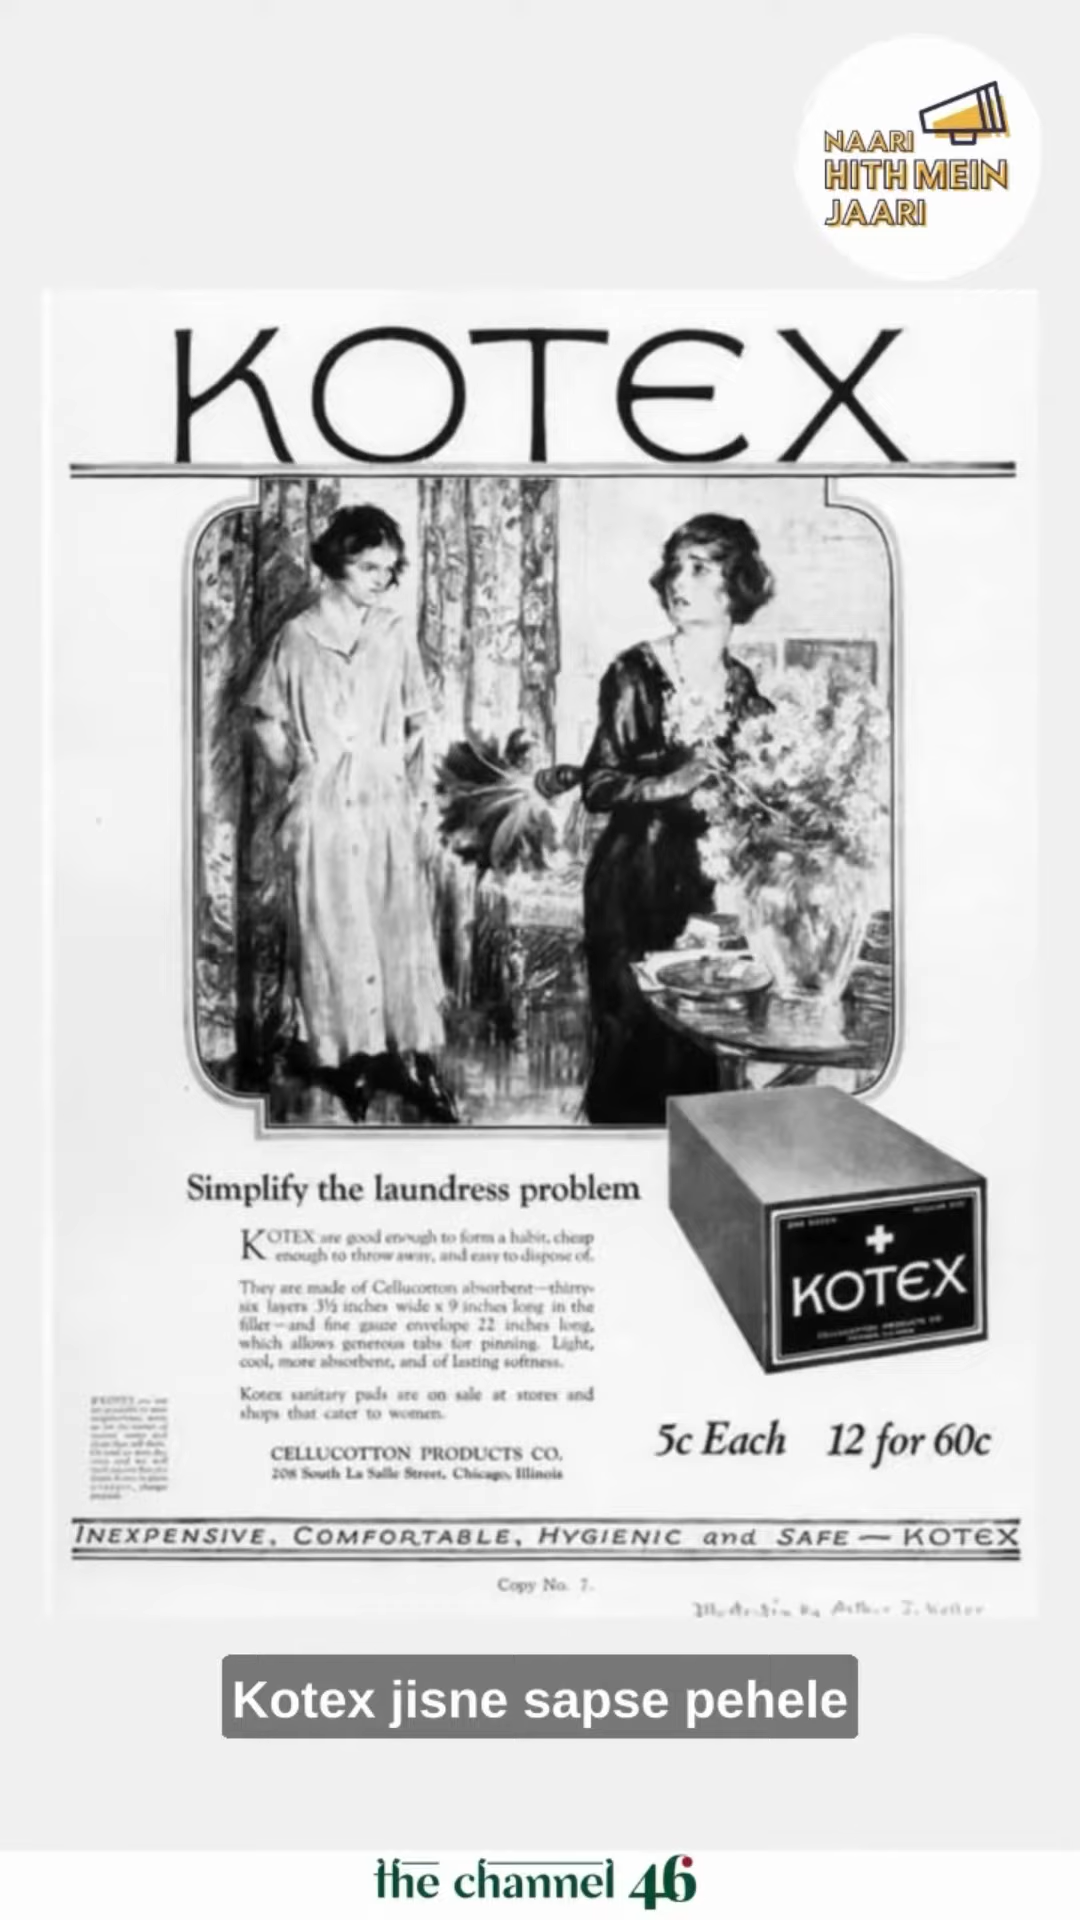 NAARI
HITH MEIN
JAARI
KOTEX
Simplify the laundress problem
KOTEX are good enough to form a habit, cheap
enough to throw away, and easy to dispose of.
They are made of Cellucotton absorbent—thirty-
six layers 3½ inches wide x 9 inches long in the
filler—and fine gauze envelope 22 inches long,
which allows generous tabs for pinning. Light,
cool, more absorbent, and of lasting softness.
Kotex sanitary pads are on sale at stores and
shops that cater to women.
CELLUCOTTON PRODUCTS CO.
208 South La Salle Street, Chicago, Illinois
KOTEX
CELLUCOTTON PRODUCTS CO
5c Each 12 for 60c
INEXPENSIVE, COMFORTABLE, HYGIENIC and SAFE — KOTEX
Copy No. 7.
Kotex jisne sapse pehele
the channel 46